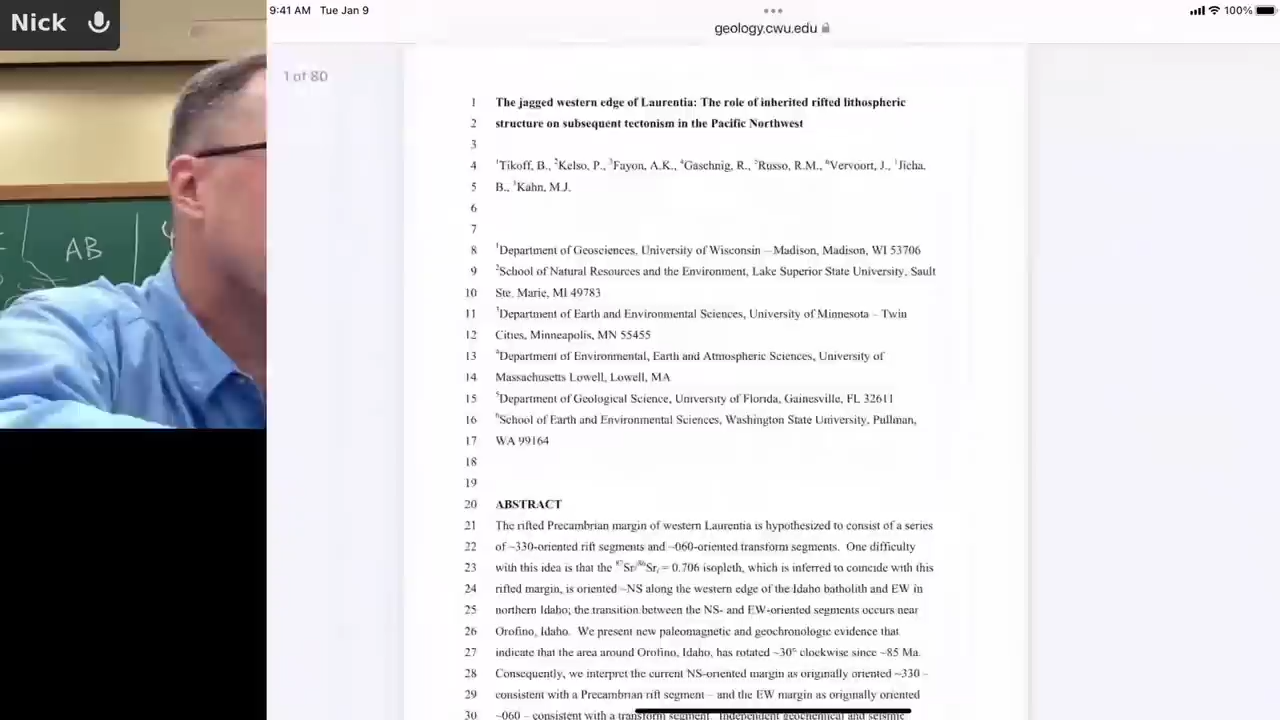 Nick
AB
9:41 AM Tue Jan 9
geology.cwu.edu
100%
1 of 80
1 The jagged western edge of Laurentia: The role of inherited rifted lithospheric
2 structure on subsequent tectonism in the Pacific Northwest
3
4 ¹Tikoff, B., ²Kelso, P., ³Fayon, A.K., ⁴Gaschnig, R., ⁵Russo, R.M., ⁶Vervoort, J., ¹Jicha,
5 B., ³Kahn, M.J.
6
7
8 ¹Department of Geosciences, University of Wisconsin – Madison, Madison, WI 53706
9 ²School of Natural Resources and the Environment, Lake Superior State University, Sault
10 Ste. Marie, MI 49783
11 ³Department of Earth and Environmental Sciences, University of Minnesota – Twin
12 Cities, Minneapolis, MN 55455
13 ⁴Department of Environmental, Earth and Atmospheric Sciences, University of
14 Massachusetts Lowell, Lowell, MA
15 ⁵Department of Geological Science, University of Florida, Gainesville, FL 32611
16 ⁶School of Earth and Environmental Sciences, Washington State University, Pullman,
17 WA 99164
18
19
20 ABSTRACT
21 The rifted Precambrian margin of western Laurentia is hypothesized to consist of a series
22 of ~330-oriented rift segments and ~060-oriented transform segments. One difficulty
23 with this idea is that the ⁸⁷Sr/⁸⁶Srᵢ = 0.706 isopleth, which is inferred to coincide with this
24 rifted margin, is oriented ~NS along the western edge of the Idaho batholith and EW in
25 northern Idaho; the transition between the NS- and EW-oriented segments occurs near
26 Orofino, Idaho. We present new paleomagnetic and geochronologic evidence that
27 indicate that the area around Orofino, Idaho, has rotated ~30° clockwise since ~85 Ma.
28 Consequently, we interpret the current NS-oriented margin as originally oriented ~330 –
29 consistent with a Precambrian rift segment – and the EW margin as originally oriented
30 ~060 – consistent with a transform segment. Independent geochemical and seismic